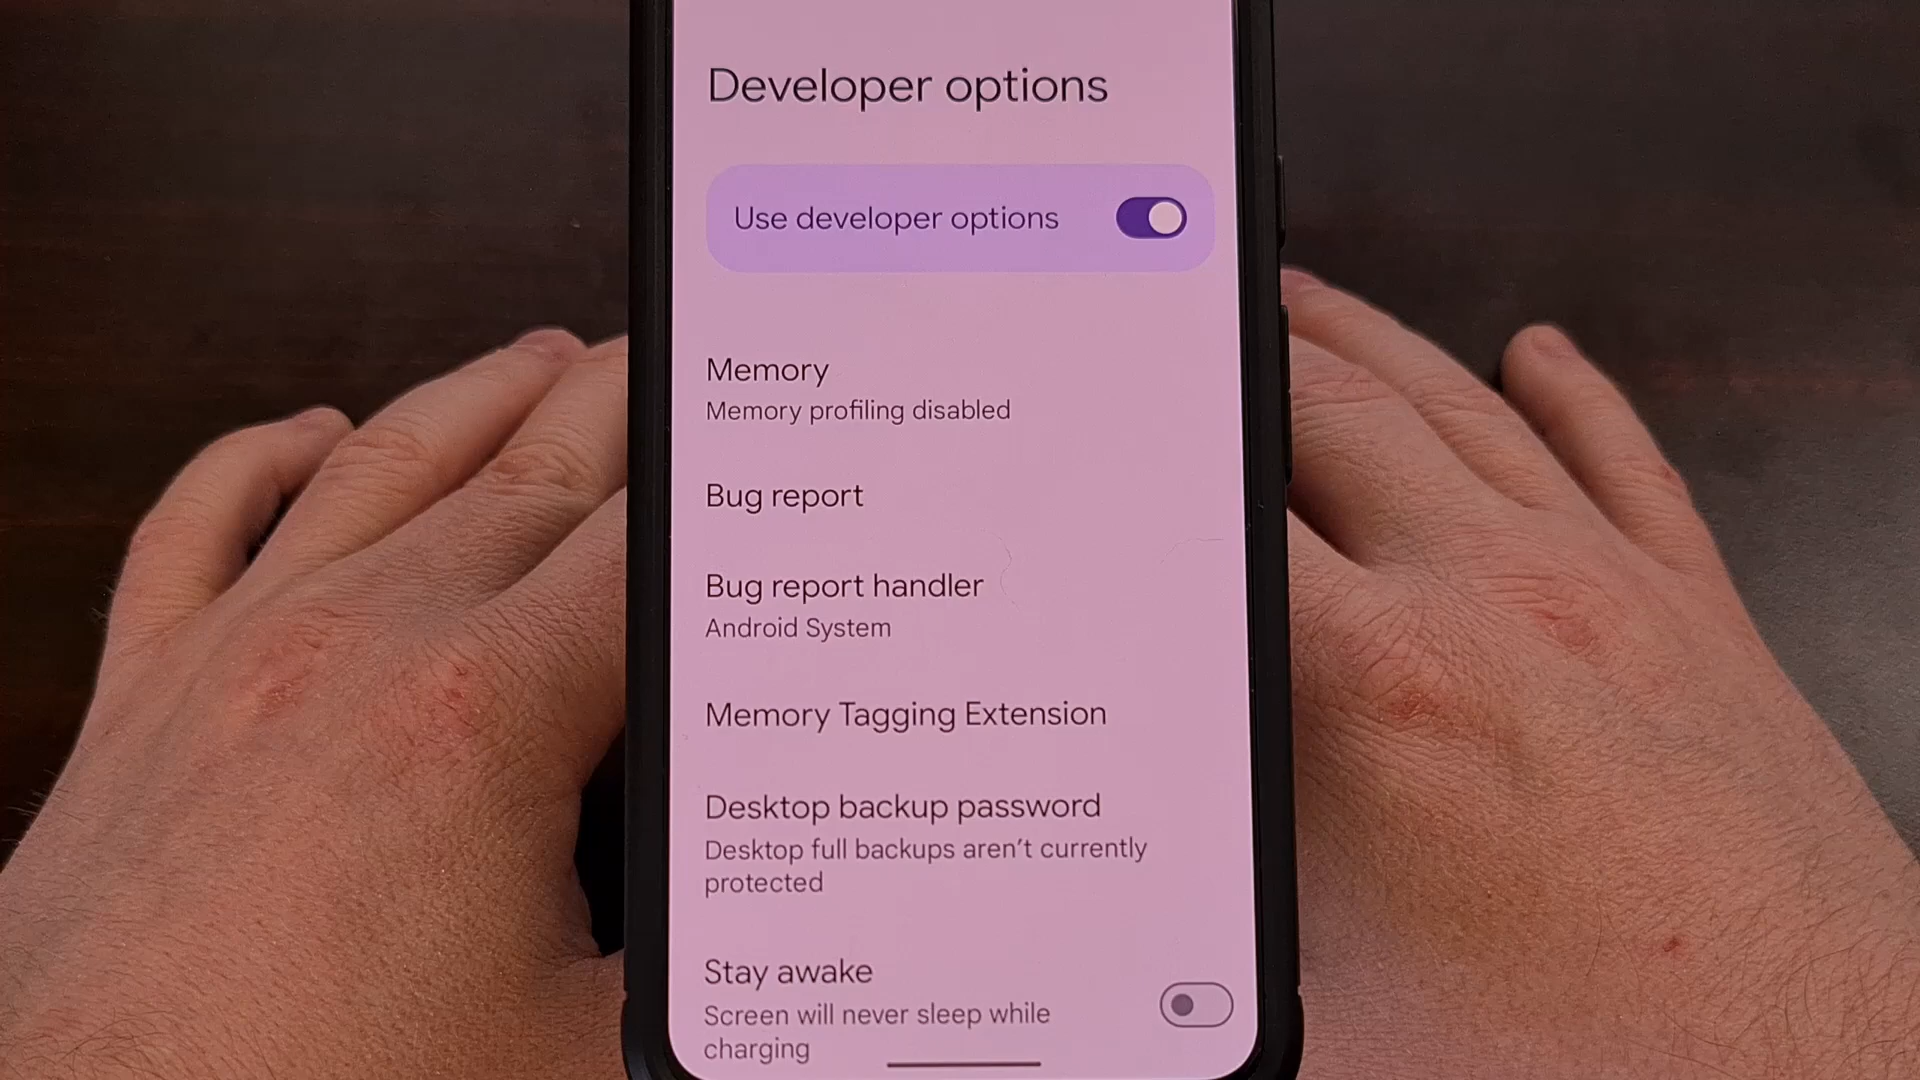 Developer options
Use developer options
Memory
Memory profiling disabled
Bug report
Bug report handler
Android System
Memory Tagging Extension
Desktop backup password
Desktop full backups aren’t currently
protected
Stay awake
Screen will never sleep while
charging